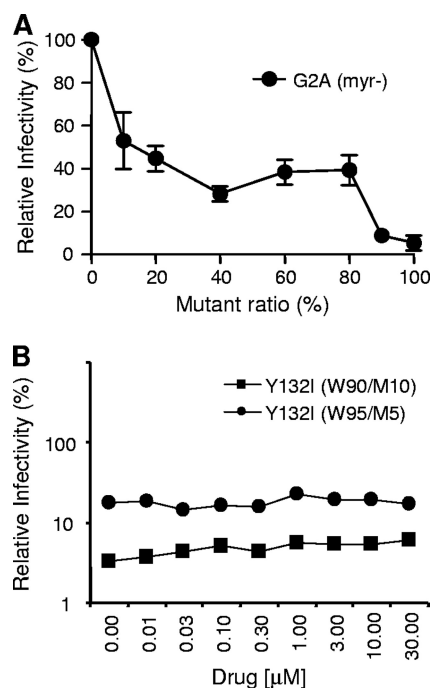 A
Relative Infectivity (%)
100
80
60
40
20
0
G2A (myr-)
0 20 40 60 80 100
Mutant ratio (%)
B
Relative Infectivity (%)
100
10
1
Y132I (W90/M10)
Y132I (W95/M5)
0.00 0.01 0.03 0.10 0.30 1.00 3.00 10.00 30.00
Drug [μM]